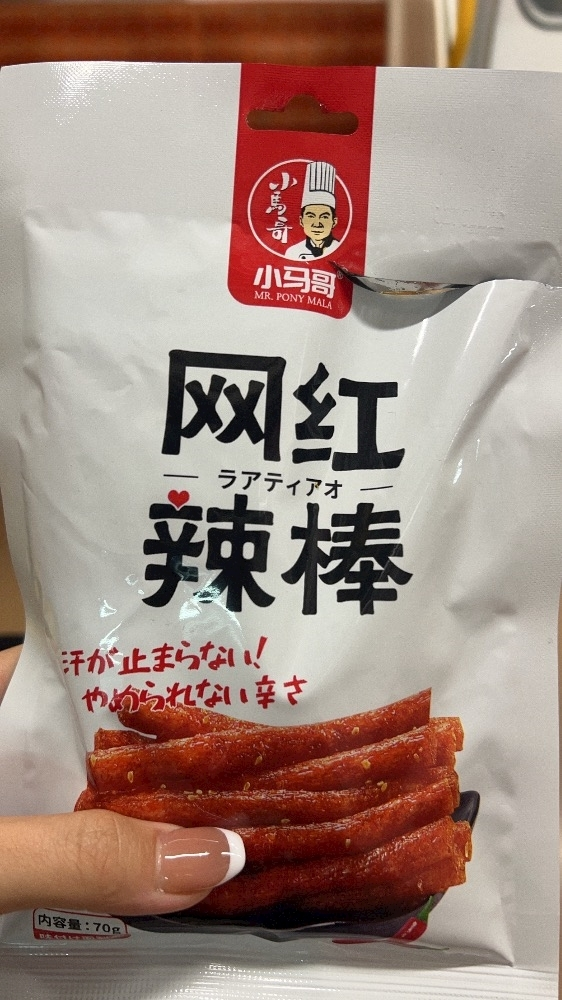 小馬哥
小马哥
MR. PONY MALA
网红
ラアティアオ
辣棒
汗が止まらない!
やめられない辛さ
内容量:70g